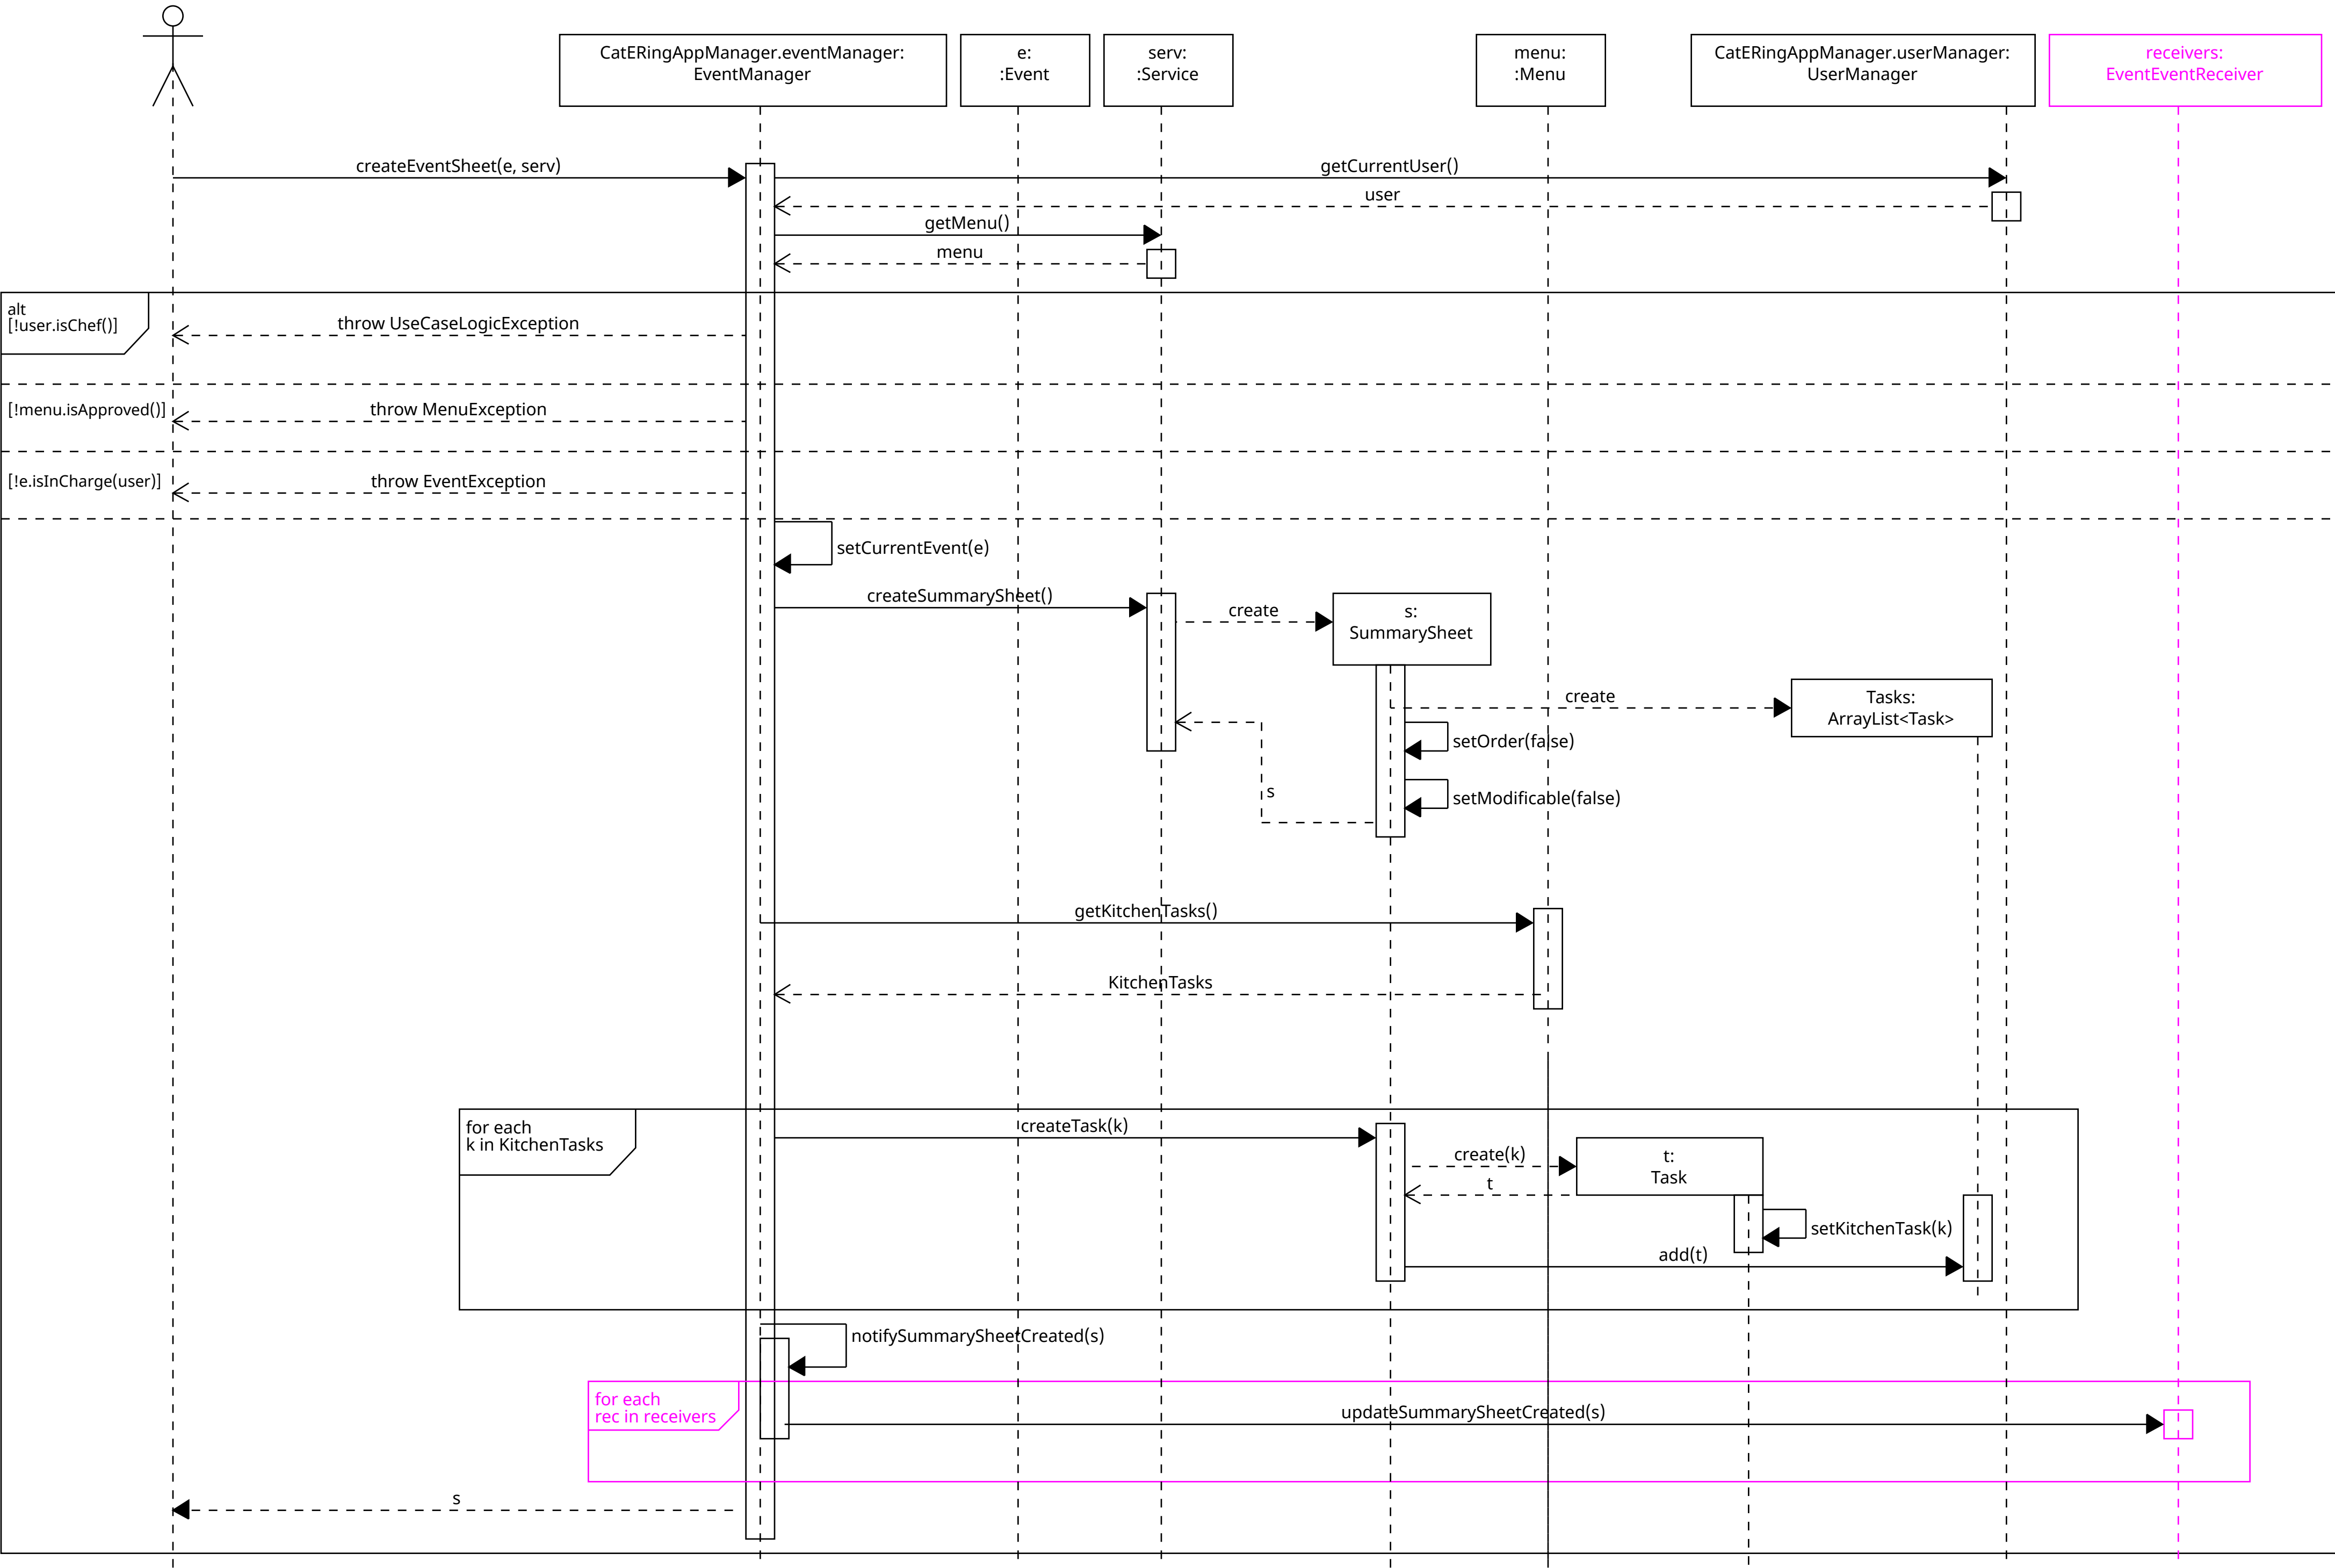 CatERingAppManager.eventManager:
EventManager
e:
:Event
serv:
:Service
menu:
:Menu
CatERingAppManager.userManager:
UserManager
receivers:
EventEventReceiver
createEventSheet(e, serv)
getCurrentUser()
user
getMenu()
menu
alt
[!user.isChef()]
throw UseCaseLogicException
[!menu.isApproved()]
throw MenuException
[!e.isInCharge(user)]
throw EventException
setCurrentEvent(e)
createSummarySheet()
create
s:
SummarySheet
create
Tasks:
ArrayList<Task>
setOrder(false)
s
setModificable(false)
getKitchenTasks()
KitchenTasks
for each
k in KitchenTasks
createTask(k)
create(k)
t:
Task
t
setKitchenTask(k)
add(t)
notifySummarySheetCreated(s)
for each
rec in receivers
updateSummarySheetCreated(s)
s